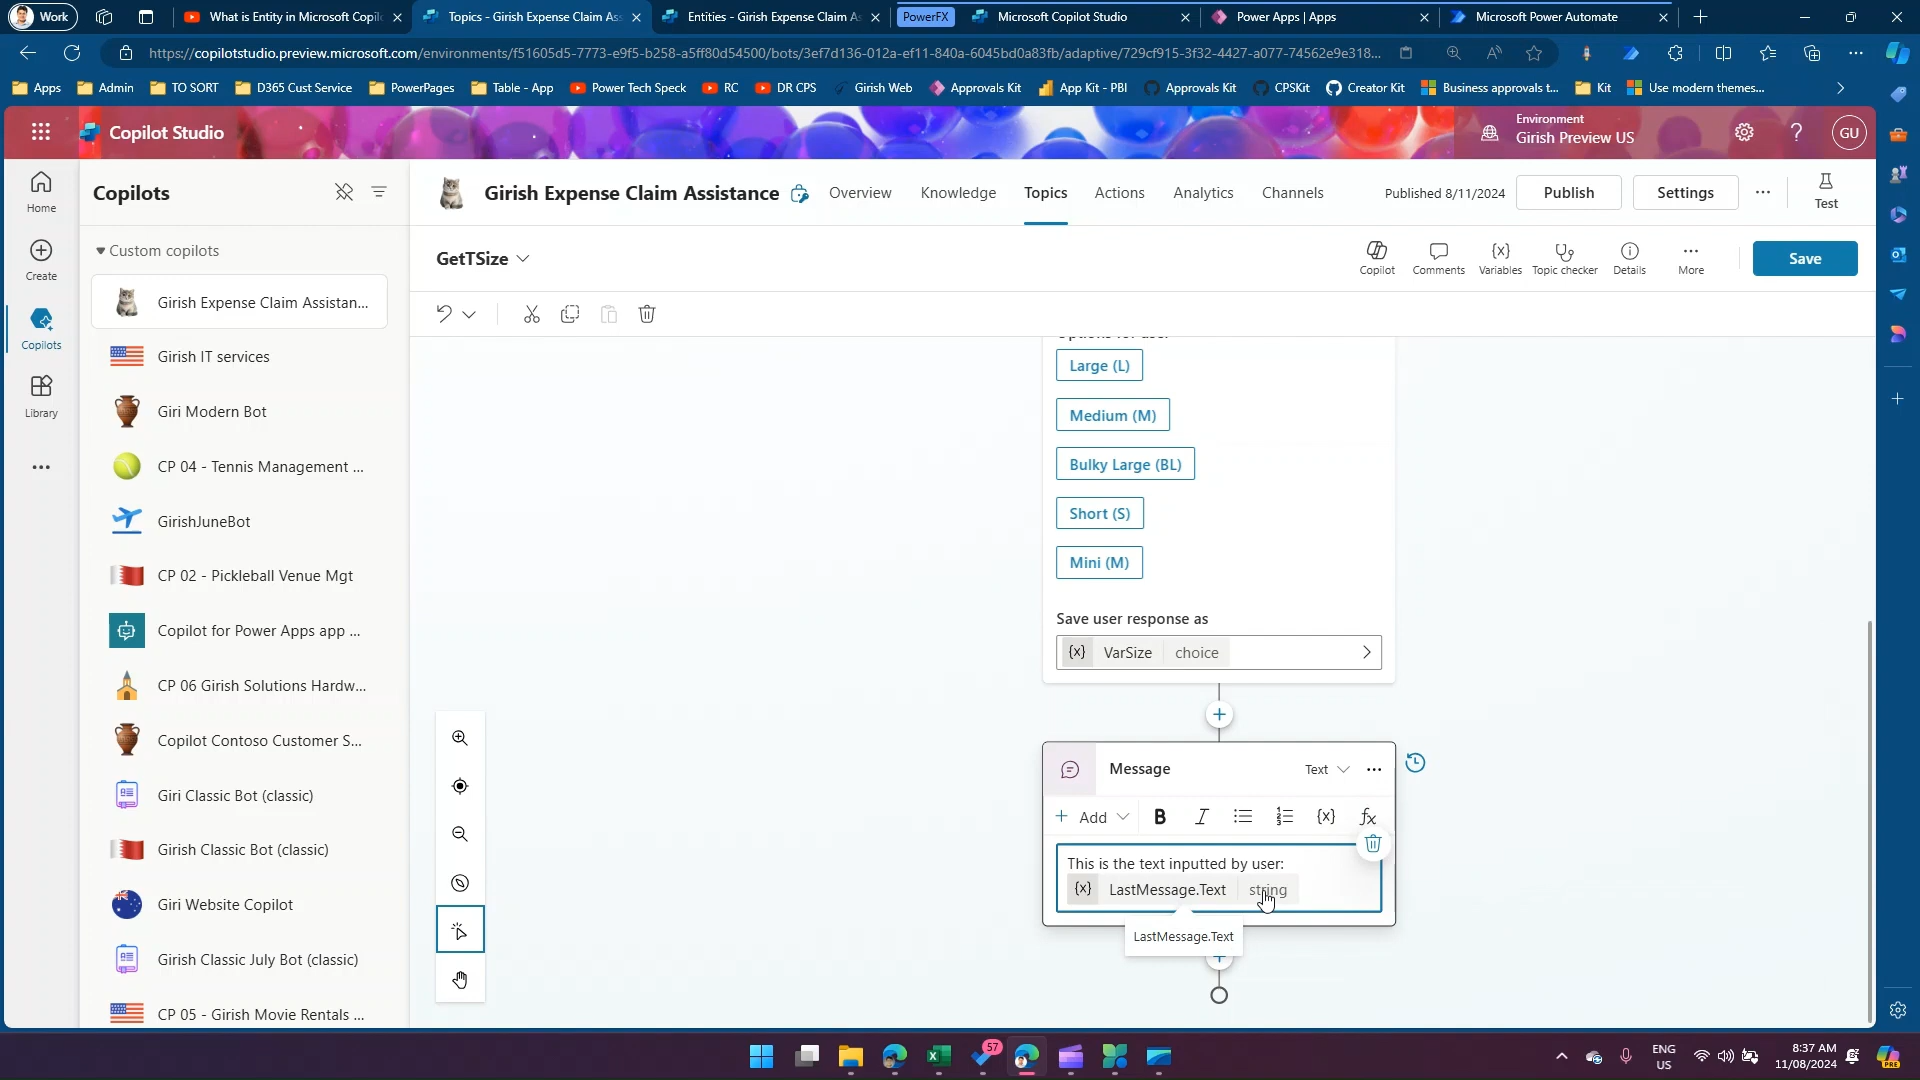 Work
What is Entity in Microsoft Copil
Topics - Girish Expense Claim As
Entities - Girish Expense Claim A
PowerFX
Microsoft Copilot Studio
Power Apps | Apps
Microsoft Power Automate
https://copilotstudio.preview.microsoft.com/environments/f51605d5-7773-e9f5-b258-a5ff80d54500/bots/3ef7d136-012a-ef11-840a-6045bd0a83fb/adaptive/729cf915-3f32-4427-a077-74562e9e318...
Apps
Admin
TO SORT
D365 Cust Service
PowerPages
Table - App
Power Tech Speck
RC
DR CPS
Girish Web
Approvals Kit
App Kit - PBI
Approvals Kit
CPSKit
Creator Kit
Business approvals t...
Kit
Use modern themes...
Copilot Studio
Environment
Girish Preview US
GU
Home
Create
Copilots
Library
Copilots
Custom copilots
Girish Expense Claim Assistan...
Girish IT services
Giri Modern Bot
CP 04 - Tennis Management ...
GirishJuneBot
CP 02 - Pickleball Venue Mgt
Copilot for Power Apps app ...
CP 06 Girish Solutions Hardw...
Copilot Contoso Customer S...
Giri Classic Bot (classic)
Girish Classic Bot (classic)
Giri Website Copilot
Girish Classic July Bot (classic)
CP 05 - Girish Movie Rentals ...
Girish Expense Claim Assistance
Overview
Knowledge
Topics
Actions
Analytics
Channels
Published 8/11/2024
Publish
Settings
Test
GetTSize
Copilot
Comments
{x}
Variables
Topic checker
Details
More
Save
Options for user
Large (L)
Medium (M)
Bulky Large (BL)
Short (S)
Mini (M)
Save user response as
{x} VarSize choice
Message
Text
Add
B
I
{x}
fx
This is the text inputted by user:
{x} LastMessage.Text string
LastMessage.Text
57
ENG
US
8:37 AM
11/08/2024
PRE